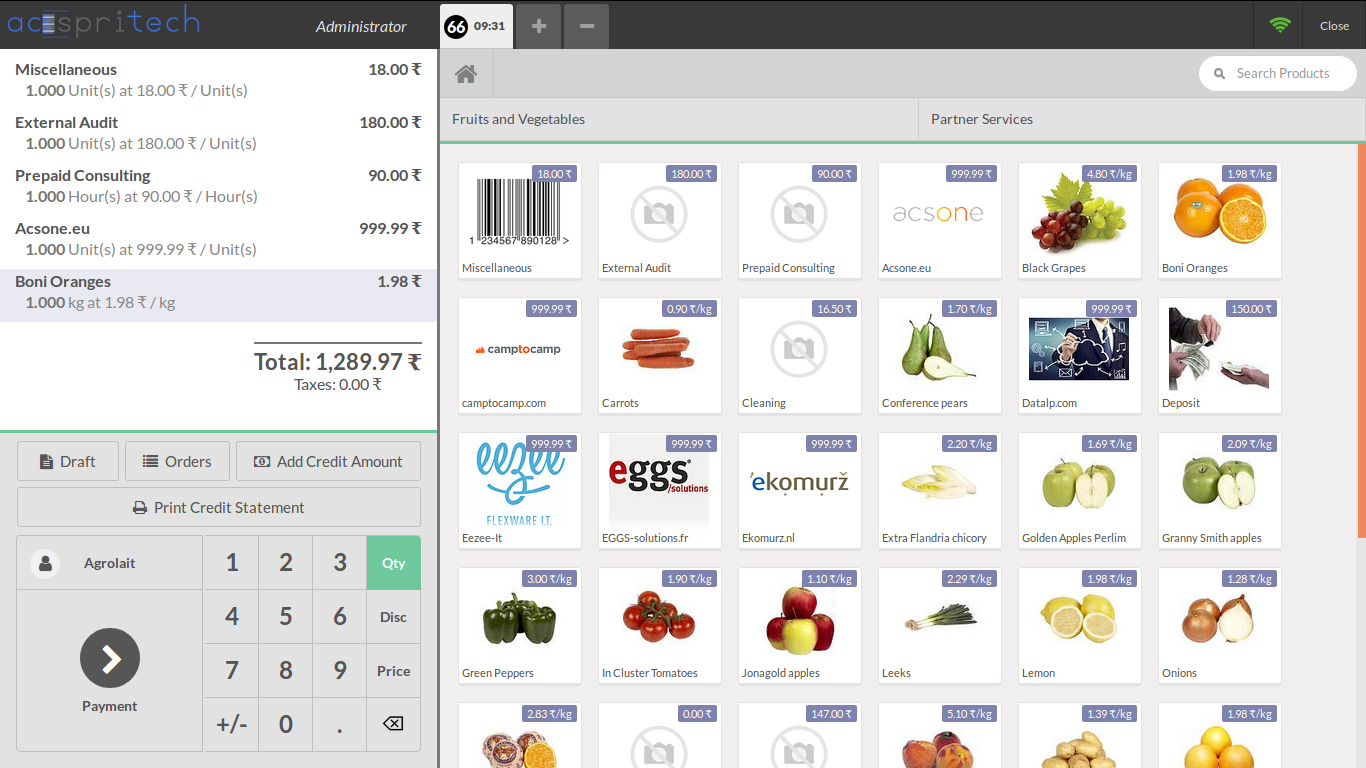 acespritech
Administrator
66 09:31
+
−
Close
Miscellaneous 18.00 ₹
1.000 Unit(s) at 18.00 ₹ / Unit(s)
External Audit 180.00 ₹
1.000 Unit(s) at 180.00 ₹ / Unit(s)
Prepaid Consulting 90.00 ₹
1.000 Hour(s) at 90.00 ₹ / Hour(s)
Acsone.eu 999.99 ₹
1.000 Unit(s) at 999.99 ₹ / Unit(s)
Boni Oranges 1.98 ₹
1.000 kg at 1.98 ₹ / kg
Total: 1,289.97 ₹
Taxes: 0.00 ₹
Draft Orders Add Credit Amount
Print Credit Statement
Agrolait
Payment
1 2 3 Qty
4 5 6 Disc
7 8 9 Price
+/- 0 .
Search Products
Fruits and Vegetables Partner Services
18.00 ₹ 180.00 ₹ 90.00 ₹ 999.99 ₹ 4.80 ₹/kg 1.98 ₹/kg
acsone
1 234567 890128 >
Miscellaneous External Audit Prepaid Consulting Acsone.eu Black Grapes Boni Oranges
999.99 ₹ 0.90 ₹/kg 16.50 ₹ 1.70 ₹/kg 999.99 ₹ 150.00 ₹
camptocamp
camptocamp.com Carrots Cleaning Conference pears Datalp.com Deposit
999.99 ₹ 999.99 ₹ 999.99 ₹ 2.20 ₹/kg 1.69 ₹/kg 2.09 ₹/kg
eezee eggs 'ekomurž
/solutions
FLEXWARE I.T.
Eezee-It EGGS-solutions.fr Ekomurz.nl Extra Flandria chicory Golden Apples Perlim Granny Smith apples
3.00 ₹/kg 1.90 ₹/kg 1.10 ₹/kg 2.29 ₹/kg 1.98 ₹/kg 1.28 ₹/kg
Green Peppers In Cluster Tomatoes Jonagold apples Leeks Lemon Onions
2.83 ₹/kg 0.00 ₹ 147.00 ₹ 5.10 ₹/kg 1.39 ₹/kg 1.98 ₹/kg